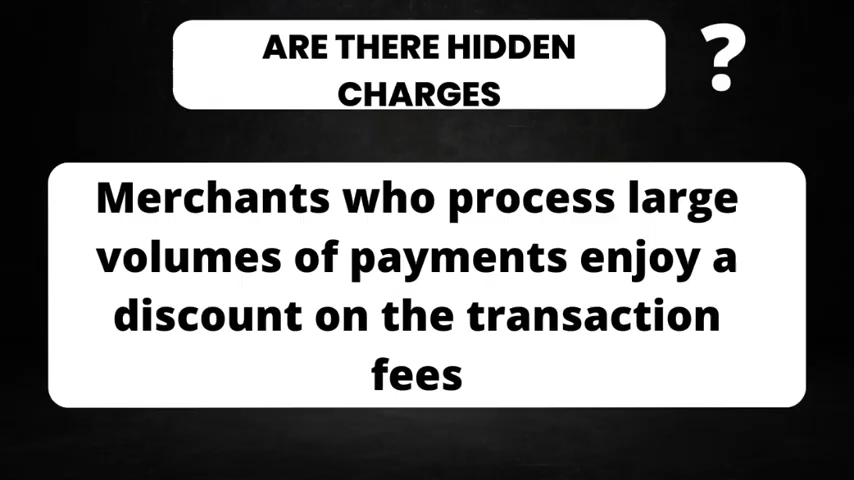 ARE THERE HIDDEN
CHARGES
?
Merchants who process large
volumes of payments enjoy a
discount on the transaction
fees